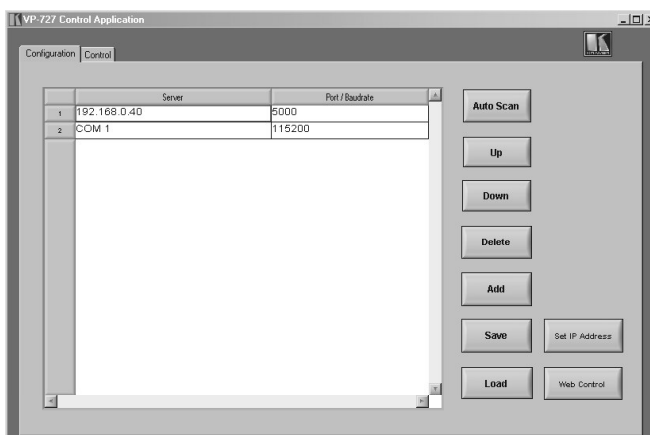 VP-727 Control Application
Configuration Control
Server Port / Baudrate
1 192.168.0.40 5000
2 COM 1 115200
Auto Scan
Up
Down
Delete
Add
Save Set IP Address
Load Web Control